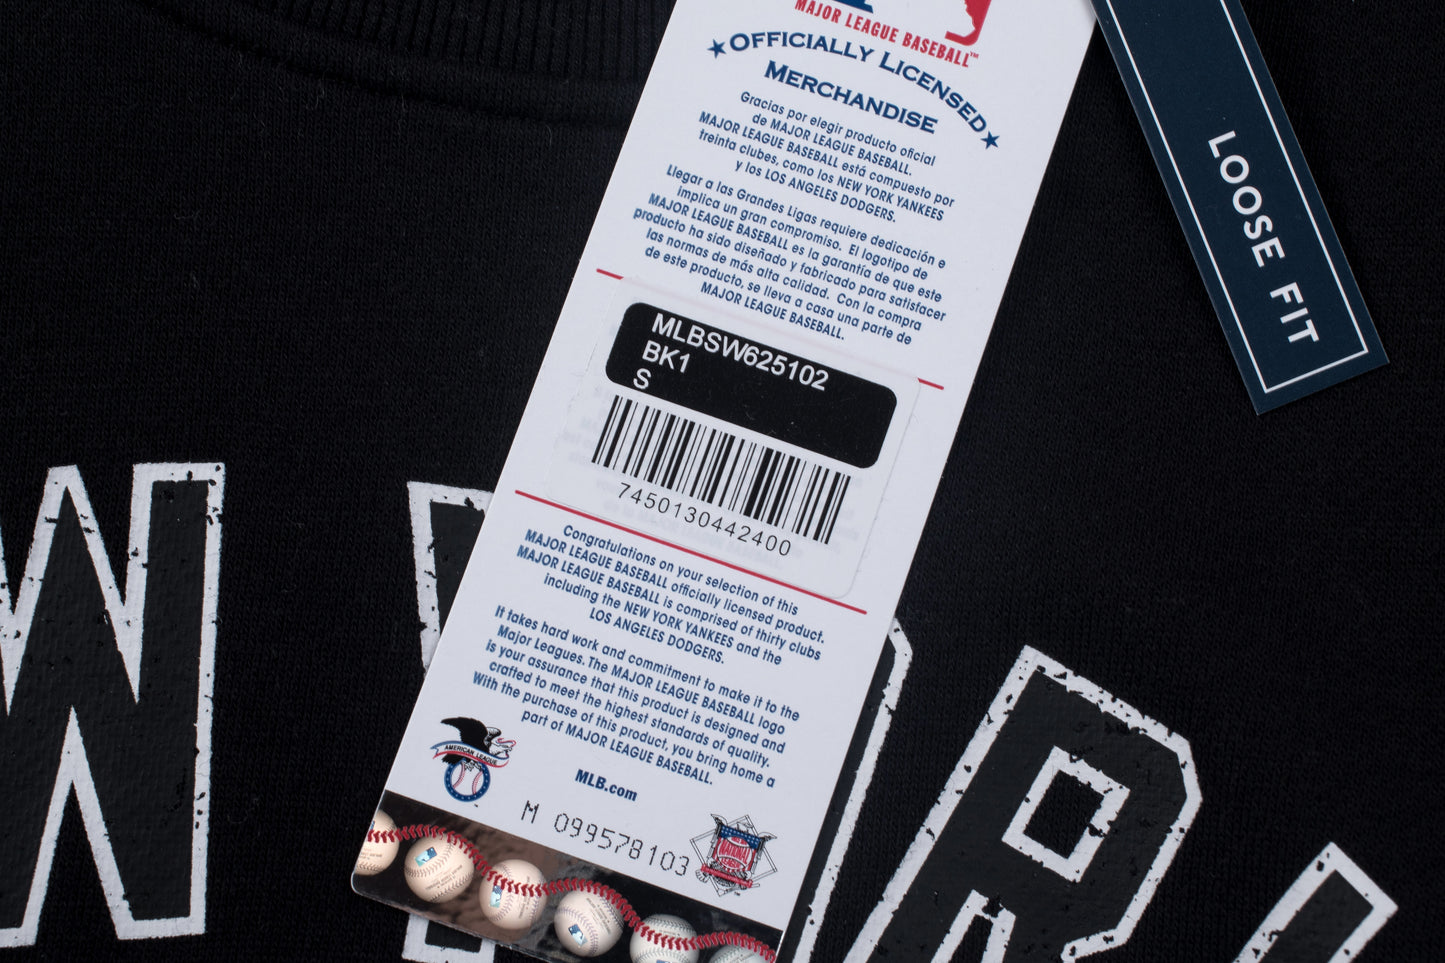 MAJOR LEAGUE BASEBALL™
★OFFICIALLY LICENSED★
MERCHANDISE
Gracias por elegir producto oficial
de MAJOR LEAGUE BASEBALL.
MAJOR LEAGUE BASEBALL está compuesto por
treinta clubes, como los NEW YORK YANKEES
y los LOS ANGELES DODGERS.
Llegar a las Grandes Ligas requiere dedicación e
implica un gran compromiso. El logotipo de
MAJOR LEAGUE BASEBALL es la garantía de que este
producto ha sido diseñado y fabricado para satisfacer
las normas de más alta calidad. Con la compra
de este producto, se lleva a casa una parte de
MAJOR LEAGUE BASEBALL.
MLBSW625102
BK1
S
7450130442400
Congratulations on your selection of this
MAJOR LEAGUE BASEBALL officially licensed product.
MAJOR LEAGUE BASEBALL is comprised of thirty clubs
including the NEW YORK YANKEES and the
LOS ANGELES DODGERS.
It takes hard work and commitment to make it to the
Major Leagues. The MAJOR LEAGUE BASEBALL logo
is your assurance that this product is designed and
crafted to meet the highest standards of quality.
With the purchase of this product, you bring home a
part of MAJOR LEAGUE BASEBALL.
AMERICAN LEAGUE
MLB.com
M 099578103
NATIONAL
LEAGUE
LOOSE FIT
W
R